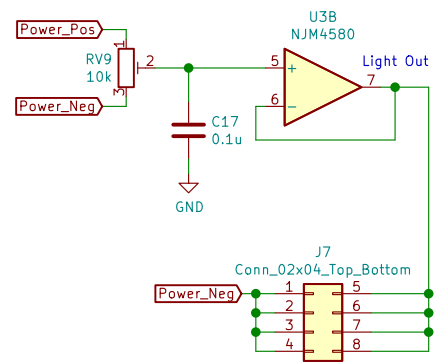 U3B
NJM4580
Power_Pos
1
RV9
10k
2
3
Power_Neg
5
+
6
−
7
Light Out
C17
0.1u
GND
J7
Conn_02x04_Top_Bottom
Power_Neg
1 5
2 6
3 7
4 8